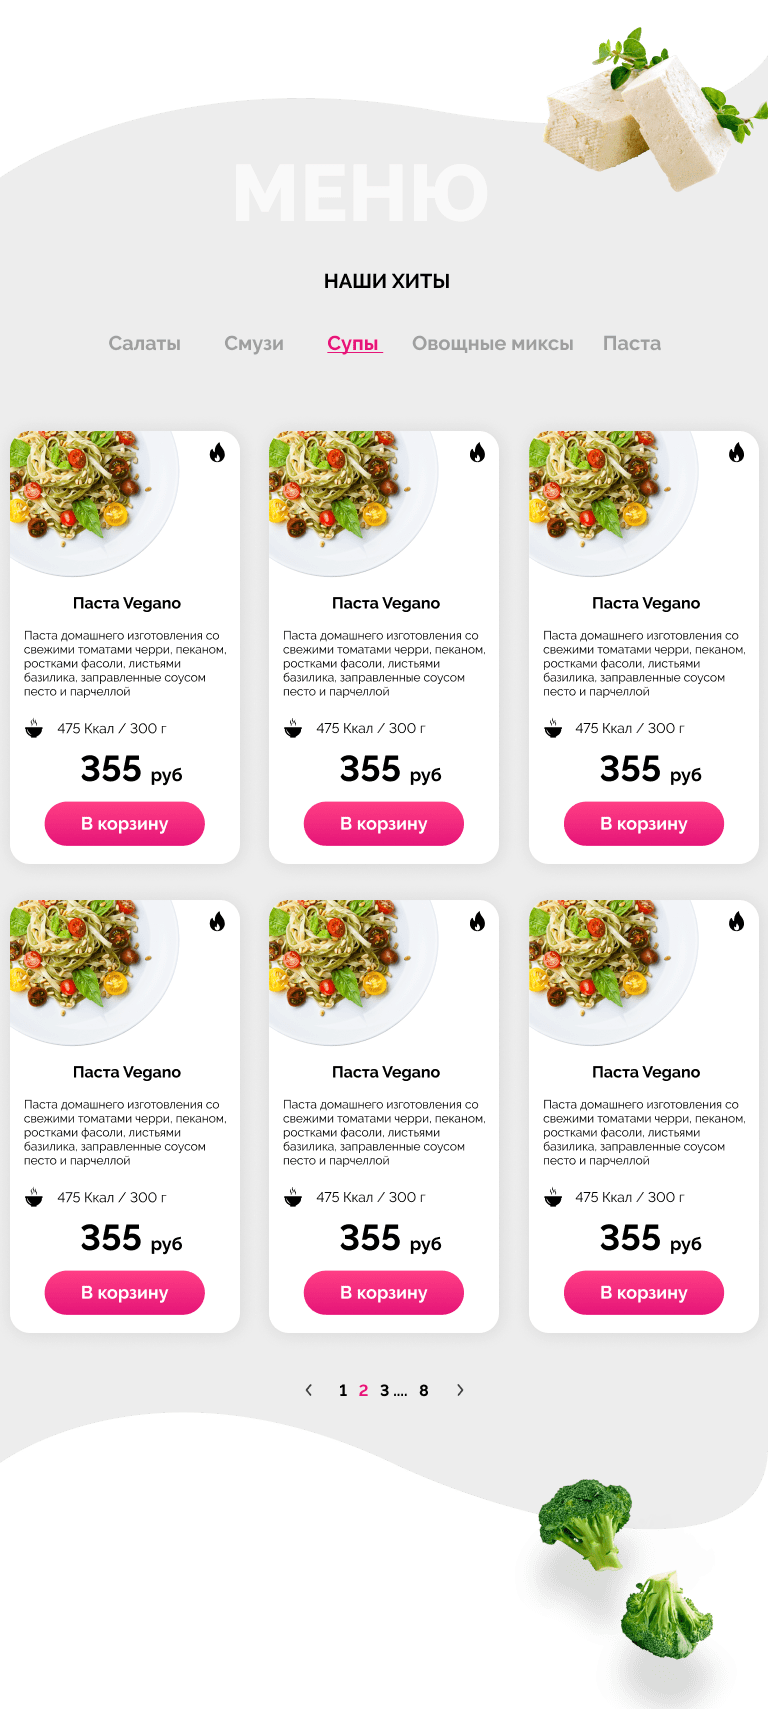 МЕНЮ
НАШИ ХИТЫ
Салаты Смузи Супы Овощные миксы Паста
Паста Vegano
Паста домашнего изготовления со
свежими томатами черри, пеканом,
ростками фасоли, листьями
базилика, заправленные соусом
песто и парчеллой
475 Ккал / 300 г
355 руб
В корзину
Паста Vegano
Паста домашнего изготовления со
свежими томатами черри, пеканом,
ростками фасоли, листьями
базилика, заправленные соусом
песто и парчеллой
475 Ккал / 300 г
355 руб
В корзину
Паста Vegano
Паста домашнего изготовления со
свежими томатами черри, пеканом,
ростками фасоли, листьями
базилика, заправленные соусом
песто и парчеллой
475 Ккал / 300 г
355 руб
В корзину
Паста Vegano
Паста домашнего изготовления со
свежими томатами черри, пеканом,
ростками фасоли, листьями
базилика, заправленные соусом
песто и парчеллой
475 Ккал / 300 г
355 руб
В корзину
Паста Vegano
Паста домашнего изготовления со
свежими томатами черри, пеканом,
ростками фасоли, листьями
базилика, заправленные соусом
песто и парчеллой
475 Ккал / 300 г
355 руб
В корзину
Паста Vegano
Паста домашнего изготовления со
свежими томатами черри, пеканом,
ростками фасоли, листьями
базилика, заправленные соусом
песто и парчеллой
475 Ккал / 300 г
355 руб
В корзину
1 2 3 .... 8